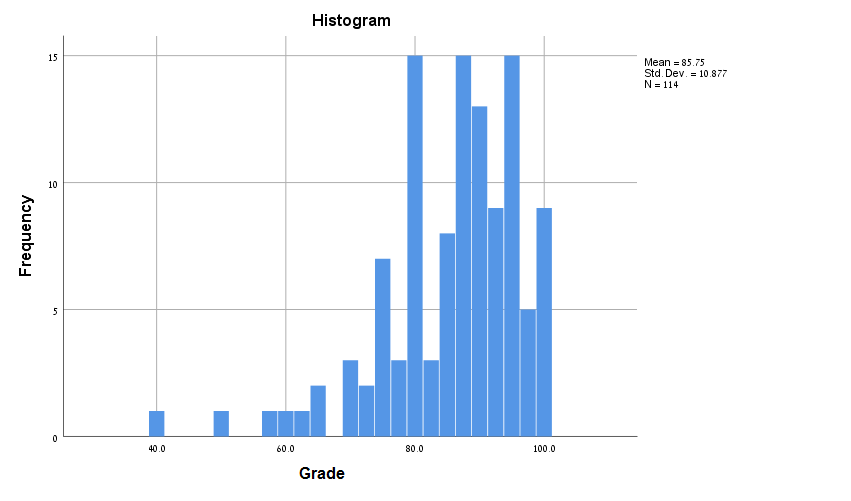 Histogram
Mean = 85.75
Std. Dev. = 10.877
N = 114
15
10
5
0
Frequency
40.0 60.0 80.0 100.0
Grade